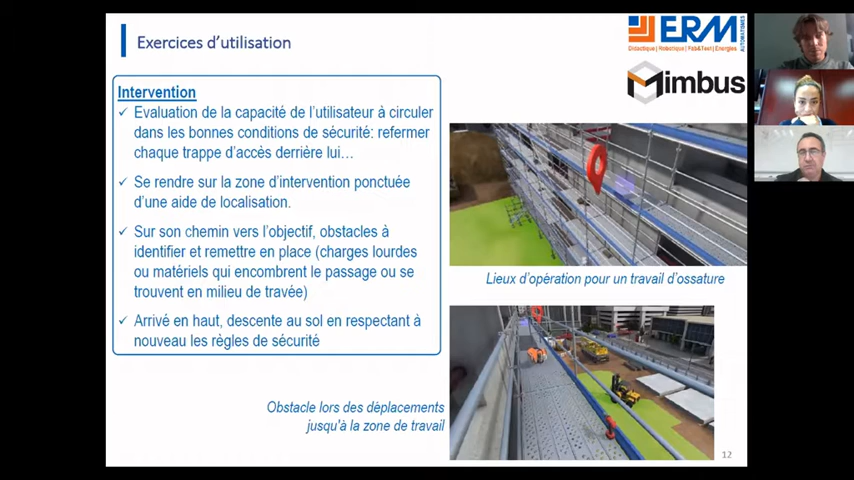 Exercices d'utilisation
ERM
AUTOMATISMES
Didactique | Robotique | Fab&Test | Energies
Mimbus
Intervention
✓ Evaluation de la capacité de l'utilisateur à circuler
dans les bonnes conditions de sécurité: refermer
chaque trappe d'accès derrière lui…
✓ Se rendre sur la zone d'intervention ponctuée
d'une aide de localisation.
✓ Sur son chemin vers l'objectif, obstacles à
identifier et remettre en place (charges lourdes
ou matériels qui encombrent le passage ou se
trouvent en milieu de travée)
✓ Arrivé en haut, descente au sol en respectant à
nouveau les règles de sécurité
Lieux d'opération pour un travail d'ossature
Obstacle lors des déplacements
jusqu'à la zone de travail
12